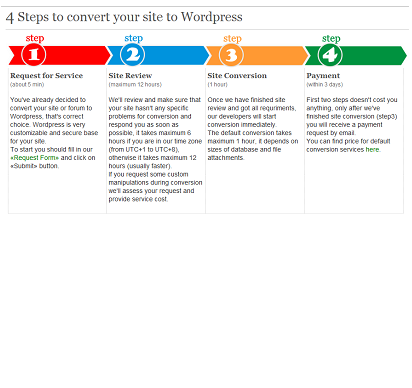 4 Steps to convert your site to Wordpress
step
step
step
step
1
2
3
4
Request for Service
(about 5 min)
You've already decided to
convert your site or forum to
Wordpress, that's correct
choice. Wordpress is very
customizable and secure base
for your site.
To start you should fill in our
«Request Form» and click on
«Submit» button.
Site Review
(maximum 12 hours)
We'll review and make sure that
your site hasn't any specific
problems for conversion and
respond you as soon as
possible, it takes maximum 6
hours if you are in our time zone
(from UTC+1 to UTC+8),
otherwise it takes maximum 12
hours (usually faster).
If you request some custom
manipulations during conversion
we'll assess your request and
provide service cost.
Site Conversion
(1 hour)
Once we have finished site
review and got all requriments,
our developers will start
conversion immediately
The default conversion takes
maximum 1 hour, it depends on
sizes of database and file
attachments.
Payment
(within 3 days)
First two steps doesn't cost you
anything, only after we've
finished site conversion (step3)
you will receive a payment
request by email.
You can find price for default
conversion services here.